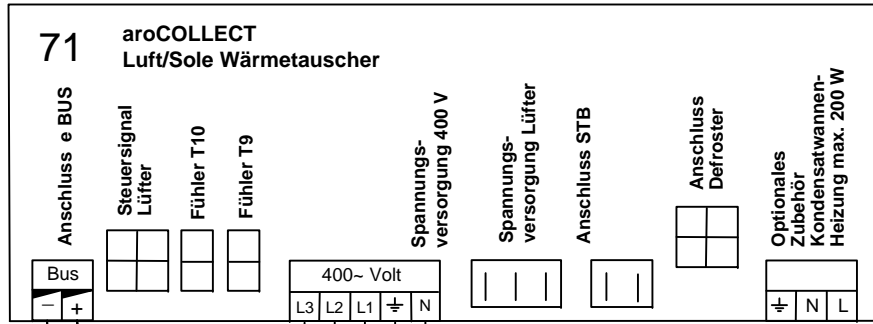 71
aroCOLLECT
Luft/Sole Wärmetauscher
Anschluss e BUS
Steuersignal
Lüfter
Fühler T10
Fühler T9
Spannungs-
versorgung 400 V
Spannungs-
versorgung Lüfter
Anschluss STB
Anschluss
Defroster
Optionales
Zubehör
Kondensatwannen-
Heizung max. 200 W
Bus
− +
400~ Volt
L3 L2 L1 ⏚ N
⏚ N L